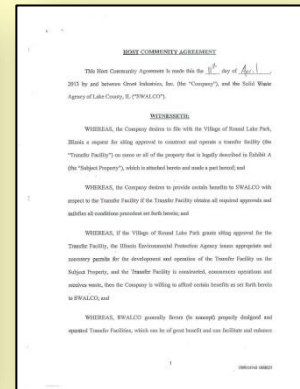 HOST COMMUNITY AGREEMENT
This Host Community Agreement is made this the day of April,
2013 by and between Groot Industries, Inc. (the "Company"), and the Solid Waste
Agency of Lake County, IL ("SWALCO").
WITNESSETH:
WHEREAS, the Company desires to file with the Village of Round Lake Park,
Illinois a request for siting approval to construct and operate a transfer facility (the
"Transfer Facility") on some or all of the property that is legally described in Exhibit A
(the "Subject Property"), which is attached hereto and made a part hereof; and
WHEREAS, the Company desires to provide certain benefits to SWALCO with
respect to the Transfer Facility if the Transfer Facility obtains all required approvals and
satisfies all conditions precedent set forth herein; and
WHEREAS, if the Village of Round Lake Park grants siting approval for the
Transfer Facility, the Illinois Environmental Protection Agency issues appropriate and
necessary permits for the development and operation of the Transfer Facility on the
Subject Property, and the Transfer Facility is constructed, commences operations and
receives waste, then the Company is willing to afford certain benefits as set forth herein
to SWALCO; and
WHEREAS, SWALCO generally favors (in concept) properly designed and
operated Transfer Facilities, which can be of great benefit and can facilitate and enhance
1